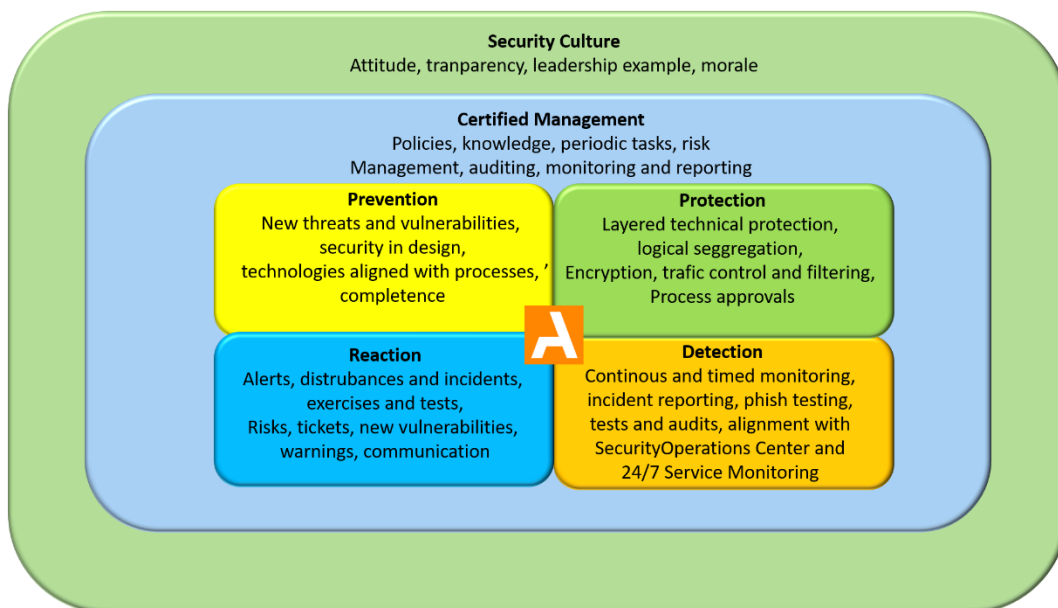 Security Culture
Attitude, tranparency, leadership example, morale
Certified Management
Policies, knowledge, periodic tasks, risk
Management, auditing, monitoring and reporting
Prevention
New threats and vulnerabilities,
security in design,
technologies aligned with processes, ’
completence
Protection
Layered technical protection,
logical seggregation,
Encryption, trafic control and filtering,
Process approvals
Reaction
Alerts, distrubances and incidents,
exercises and tests,
Risks, tickets, new vulnerabilities,
warnings, communication
Detection
Continous and timed monitoring,
incident reporting, phish testing,
tests and audits, alignment with
SecurityOperations Center and
24/7 Service Monitoring